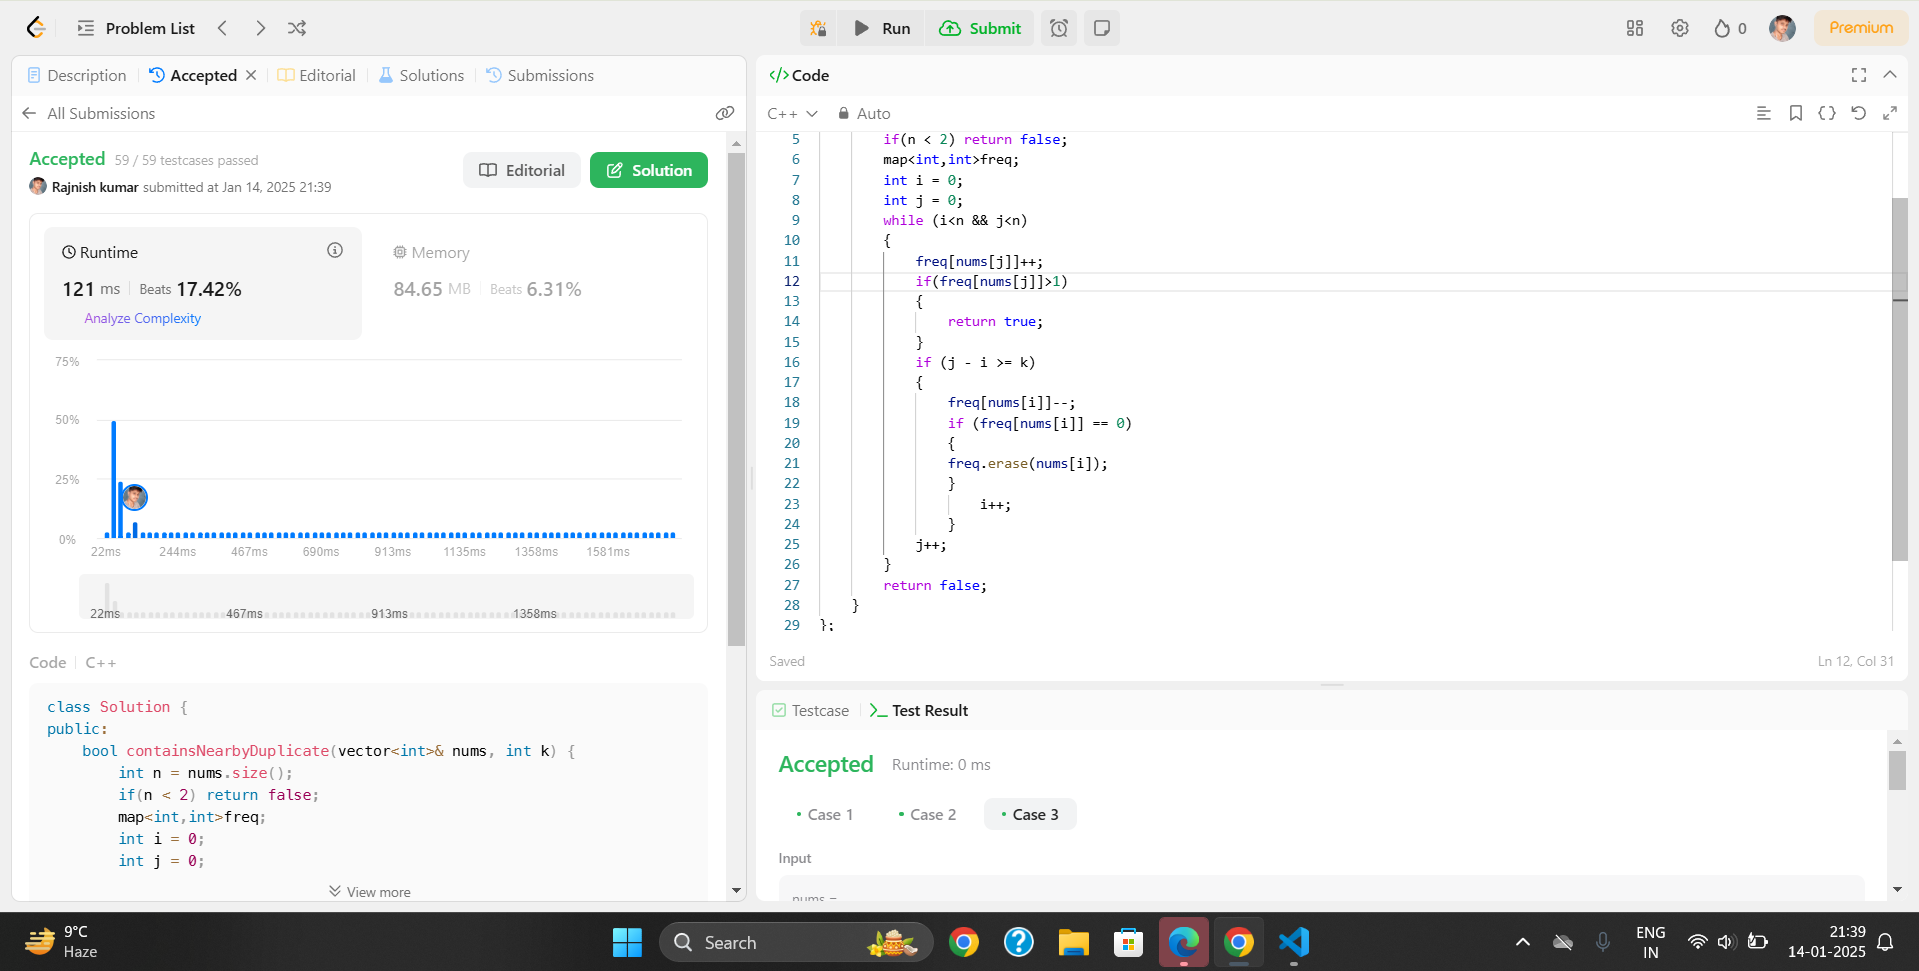 Problem List
Run
Submit
0
Premium
Description
Accepted
Editorial
Solutions
Submissions
All Submissions
Accepted 59 / 59 testcases passed
Rajnish kumar submitted at Jan 14, 2025 21:39
Editorial
Solution
Runtime
121 ms Beats 17.42%
Analyze Complexity
Memory
84.65 MB Beats 6.31%
75%
50%
25%
0%
22ms 244ms 467ms 690ms 913ms 1135ms 1358ms 1581ms
22ms 467ms 913ms 1358ms
Code C++
class Solution {
public:
    bool containsNearbyDuplicate(vector<int>& nums, int k) {
        int n = nums.size();
        if(n < 2) return false;
        map<int,int>freq;
        int i = 0;
        int j = 0;
View more
</> Code
C++ Auto
5         if(n < 2) return false;
6         map<int,int>freq;
7         int i = 0;
8         int j = 0;
9         while (i<n && j<n)
10         {
11             freq[nums[j]]++;
12             if(freq[nums[j]]>1)
13             {
14                 return true;
15             }
16             if (j - i >= k)
17             {
18                 freq[nums[i]]--;
19                 if (freq[nums[i]] == 0)
20                 {
21                 freq.erase(nums[i]);
22                 }
23                     i++;
24                 }
25             j++;
26         }
27         return false;
28     }
29 };
Saved
Ln 12, Col 31
Testcase
Test Result
Accepted Runtime: 0 ms
Case 1
Case 2
Case 3
Input
nums =
9°C
Haze
Search
ENG
IN
21:39
14-01-2025